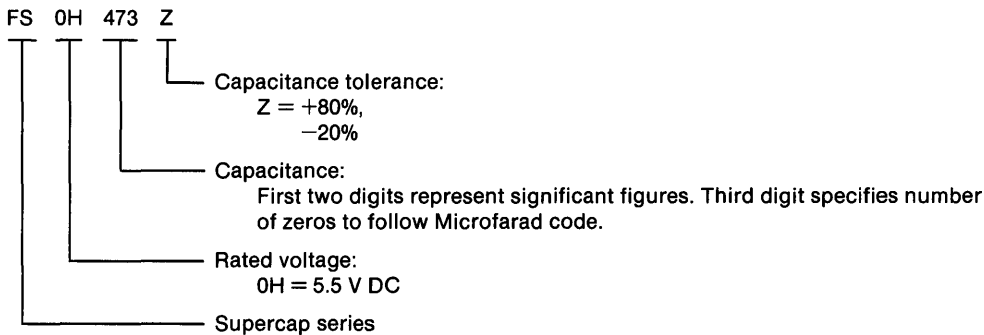 FS 0H 473 Z
Capacitance tolerance:
Z = +80%,
−20%
Capacitance:
First two digits represent significant figures. Third digit specifies number
of zeros to follow Microfarad code.
Rated voltage:
0H = 5.5 V DC
Supercap series